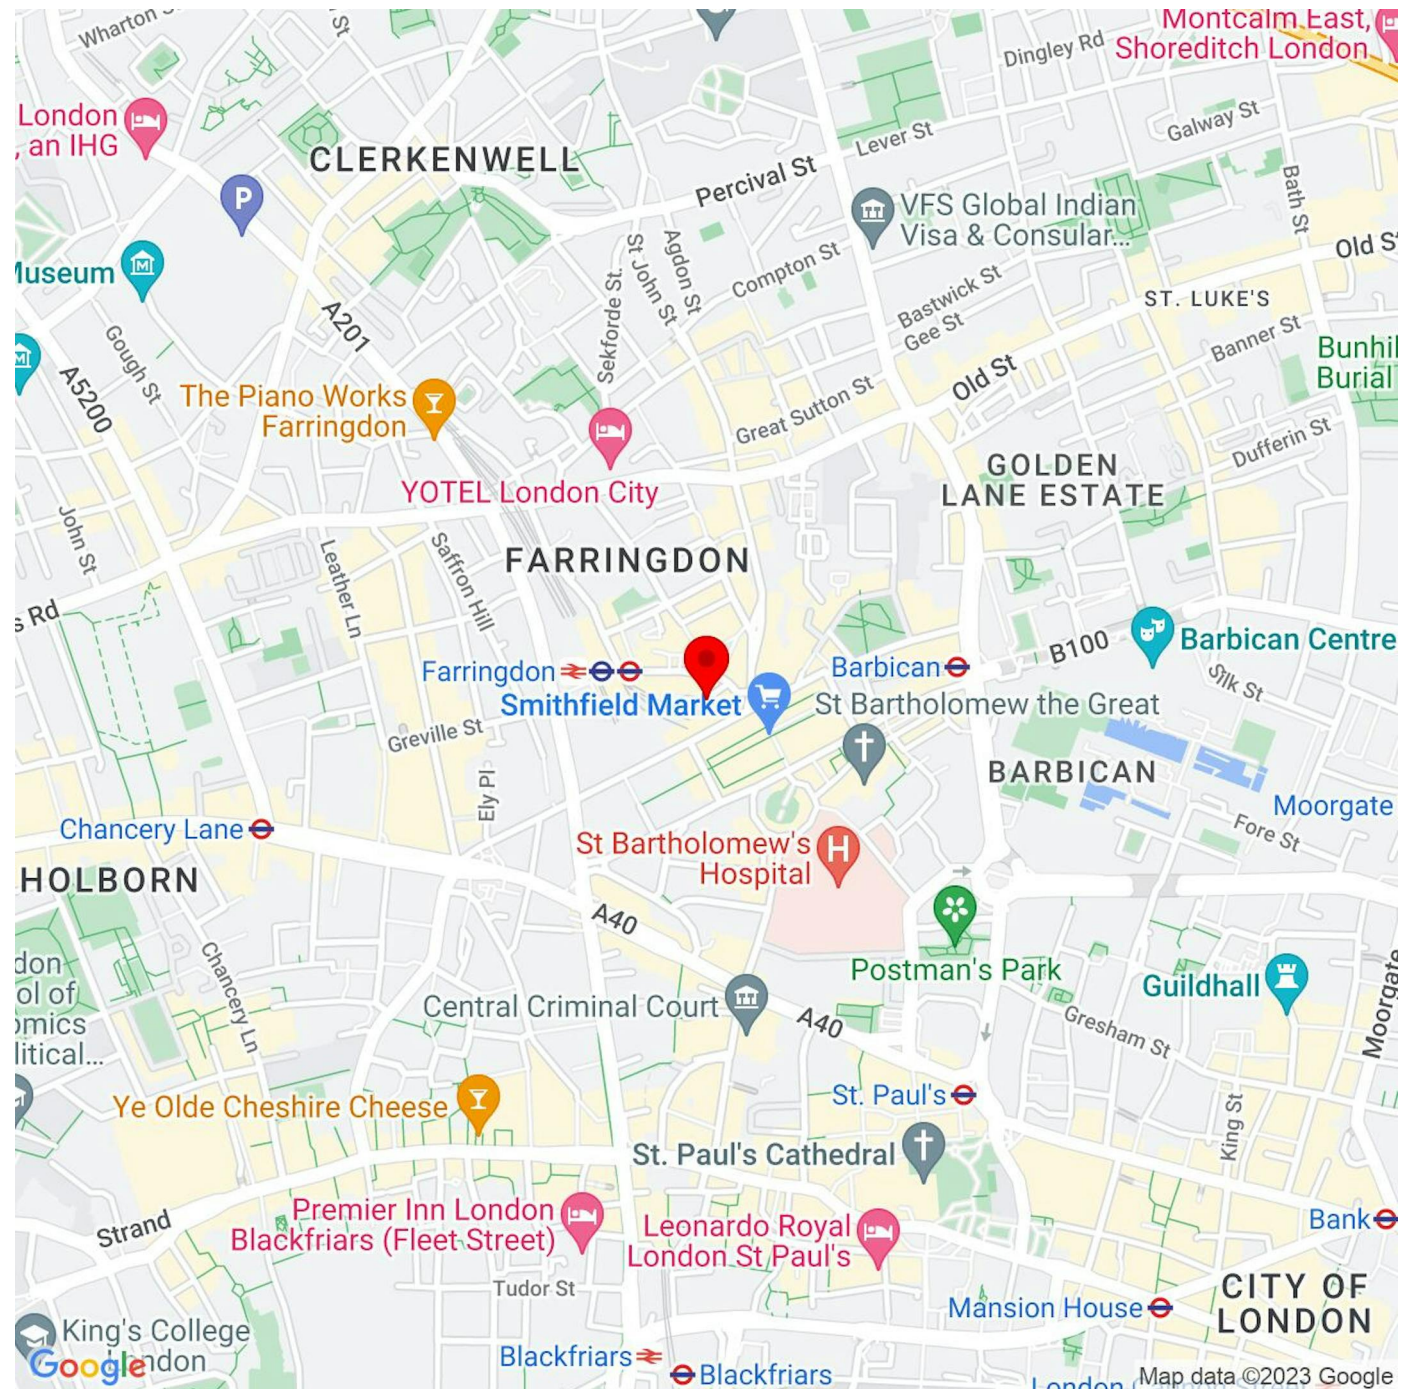 Wharton S
St
Dingley Rd
Montcalm East,
Shoreditch London
London
, an IHG
CLERKENWELL
Lever St
Galway St
Percival St
P
Bath St
VFS Global Indian
Visa & Consular...
Old S
Museum
M
St John St
Agdon St
Compton St
Sekforde St
Bastwick St
Gee St
ST. LUKE'S
A201
Gough St
Banner St
Bunhil
Burial
M
A5200
Old St
The Piano Works
Farringdon
Great Sutton St
Dufferin St
YOTEL London City
GOLDEN
LANE ESTATE
John St
Leather Ln
Saffron Hill
FARRINGDON
s Rd
B100
Barbican Centre
Farringdon
Barbican
Silk St
Smithfield Market
St Bartholomew the Great
Greville St
BARBICAN
Ely Pl
Moorgate
Chancery Lane
Fore St
St Bartholomew's
Hospital
H
HOLBORN
A40
Chancery Ln
don
ol of
omics
litical...
Postman's Park
Guildhall
Moorgate
Central Criminal Court
A40
Gresham St
Ye Olde Cheshire Cheese
St. Paul's
King St
St. Paul's Cathedral
Strand
Premier Inn London
Blackfriars (Fleet Street)
Leonardo Royal
London St Paul's
Bank
Tudor St
CITY OF
LONDON
Mansion House
King's College
London
Google
Blackfriars
Blackfriars
London
Map data ©2023 Google